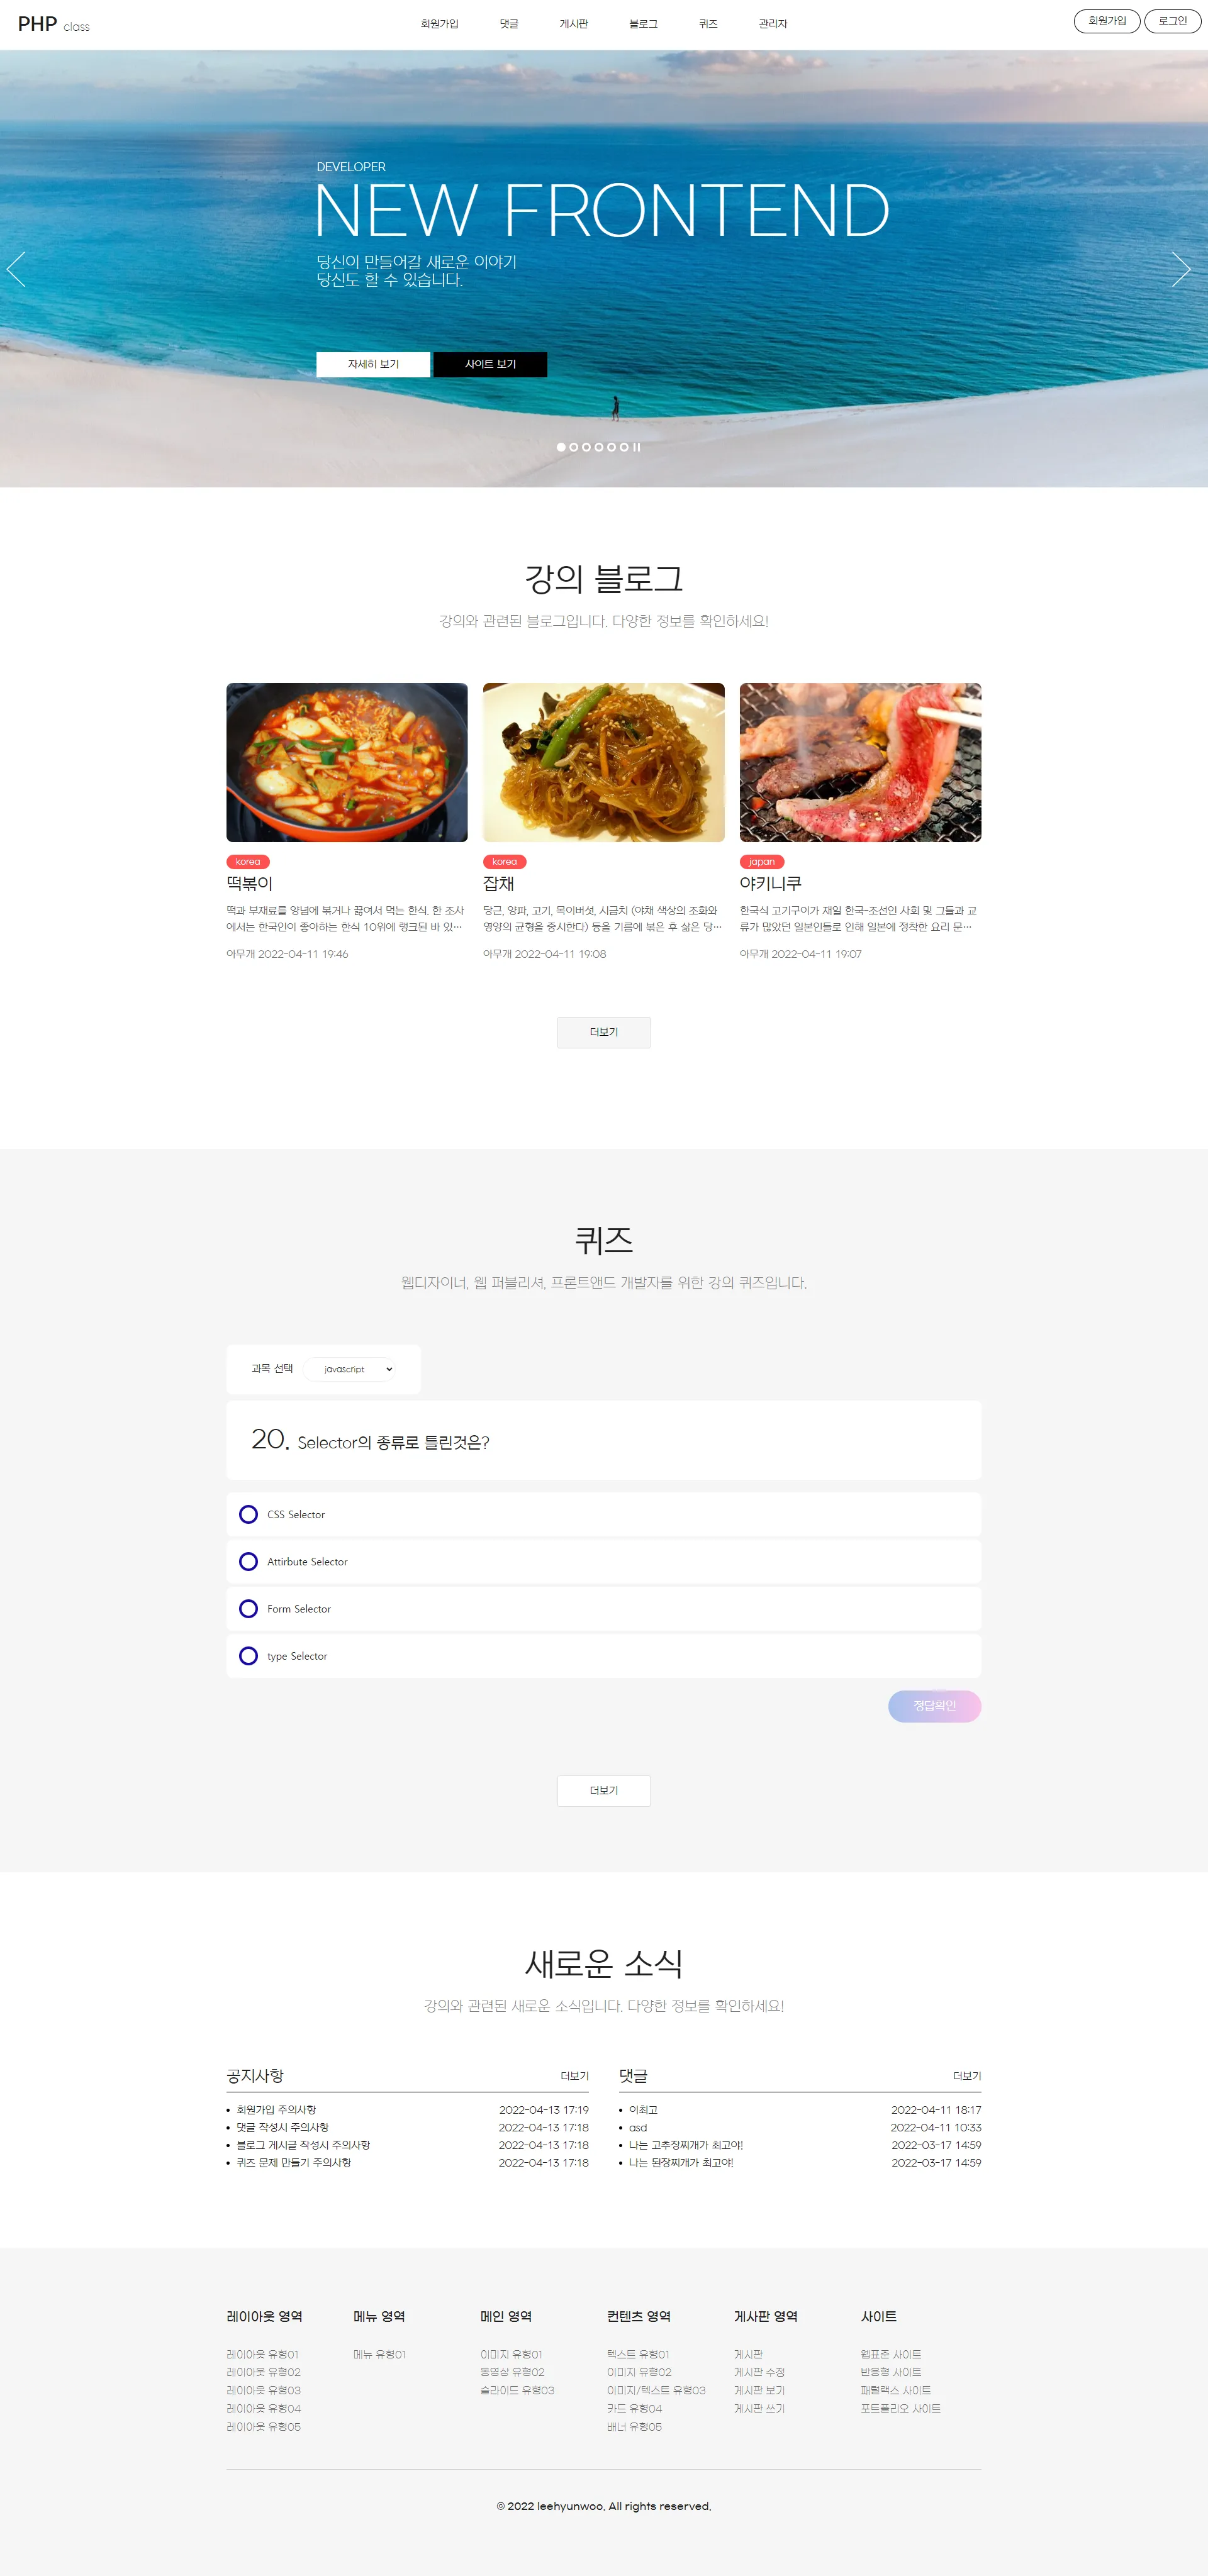 PHP class
회원가입 댓글 게시판 블로그 퀴즈 관리자
회원가입 로그인
DEVELOPER
NEW FRONTEND
당신이 만들어갈 새로운 이야기
당신도 할 수 있습니다.
자세히 보기 사이트 보기
강의 블로그
강의와 관련된 블로그입니다. 다양한 정보를 확인하세요!
korea
떡볶이
떡과 부재료를 양념에 볶거나 끓여서 먹는 한식. 한 조사
에서는 한국인이 좋아하는 한식 10위에 랭크된 바 있…
아무개 2022-04-11 19:46
korea
잡채
당근, 양파, 고기, 목이버섯, 시금치 (야채 색상의 조화와
영양의 균형을 중시한다) 등을 기름에 볶은 후 삶은 당…
아무개 2022-04-11 19:08
japan
야키니쿠
한국식 고기구이가 재일 한국-조선인 사회 및 그들과 교
류가 많았던 일본인들로 인해 일본에 정착한 요리 문…
아무개 2022-04-11 19:07
더보기
퀴즈
웹디자이너, 웹 퍼블리셔, 프론트앤드 개발자를 위한 강의 퀴즈입니다.
과목 선택 javascript
20. Selector의 종류로 틀린것은?
CSS Selector
Attirbute Selector
Form Selector
type Selector
정답확인
더보기
새로운 소식
강의와 관련된 새로운 소식입니다. 다양한 정보를 확인하세요!
공지사항 더보기
회원가입 주의사항 2022-04-13 17:19
댓글 작성시 주의사항 2022-04-13 17:18
블로그 게시글 작성시 주의사항 2022-04-13 17:18
퀴즈 문제 만들기 주의사항 2022-04-13 17:18
댓글 더보기
이최고 2022-04-11 18:17
asd 2022-04-11 10:33
나는 고추장찌개가 최고야! 2022-03-17 14:59
나는 된장찌개가 최고야! 2022-03-17 14:59
레이아웃 영역
레이아웃 유형01
레이아웃 유형02
레이아웃 유형03
레이아웃 유형04
레이아웃 유형05
메뉴 영역
메뉴 유형01
메인 영역
이미지 유형01
동영상 유형02
슬라이드 유형03
컨텐츠 영역
텍스트 유형01
이미지 유형02
이미지/텍스트 유형03
카드 유형04
배너 유형05
게사판 영역
게시판
게시판 수정
게시판 보기
게시판 쓰기
사이트
웹표준 사이트
반응형 사이트
패럴랙스 사이트
포트폴리오 사이트
© 2022 leehyunwoo. All rights reserved.